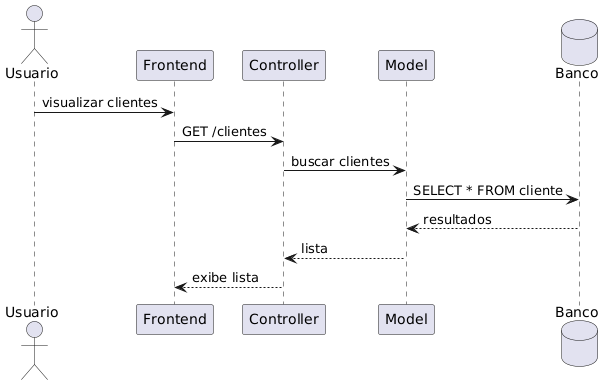 Usuario
Frontend
Controller
Model
Banco
visualizar clientes
GET /clientes
buscar clientes
SELECT * FROM cliente
resultados
lista
exibe lista
Usuario
Frontend
Controller
Model
Banco